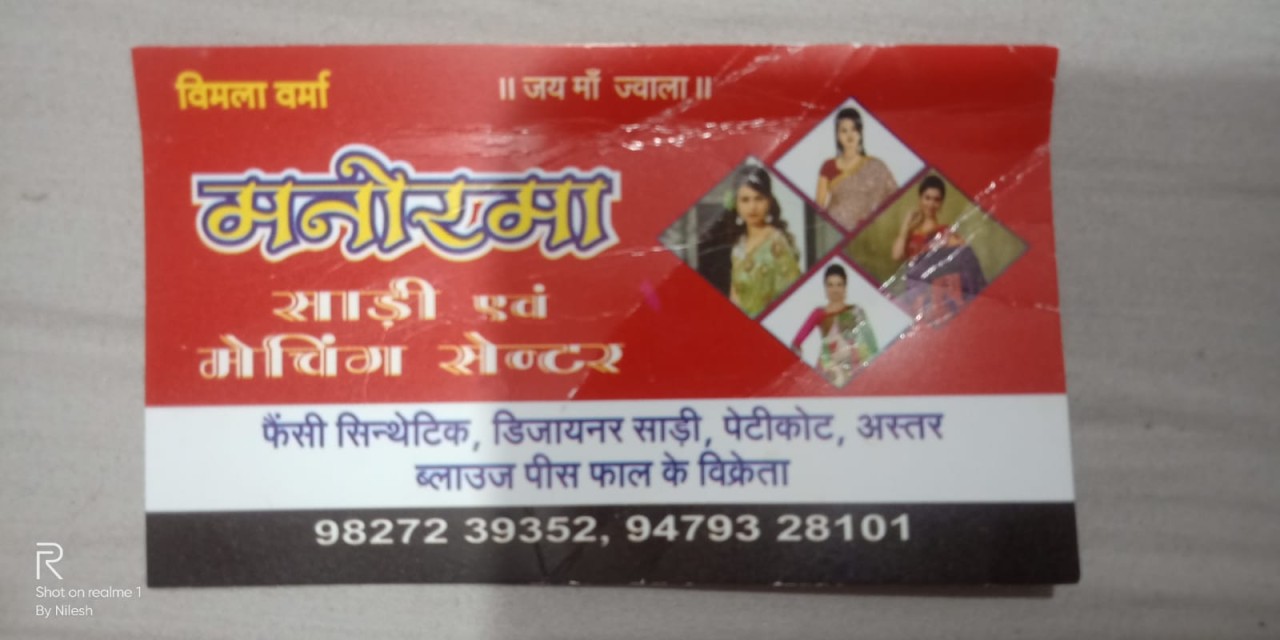 विमला वर्मा
॥ जय माँ ज्वाला ॥
मनोरमा
साड़ी एवं
मेचिंग सेन्टर
फैंसी सिन्थेटिक, डिजायनर साड़ी, पेटीकोट, अस्तर
ब्लाउज पीस फाल के विक्रेता
98272 39352, 94793 28101
R
Shot on realme 1
By Nilesh